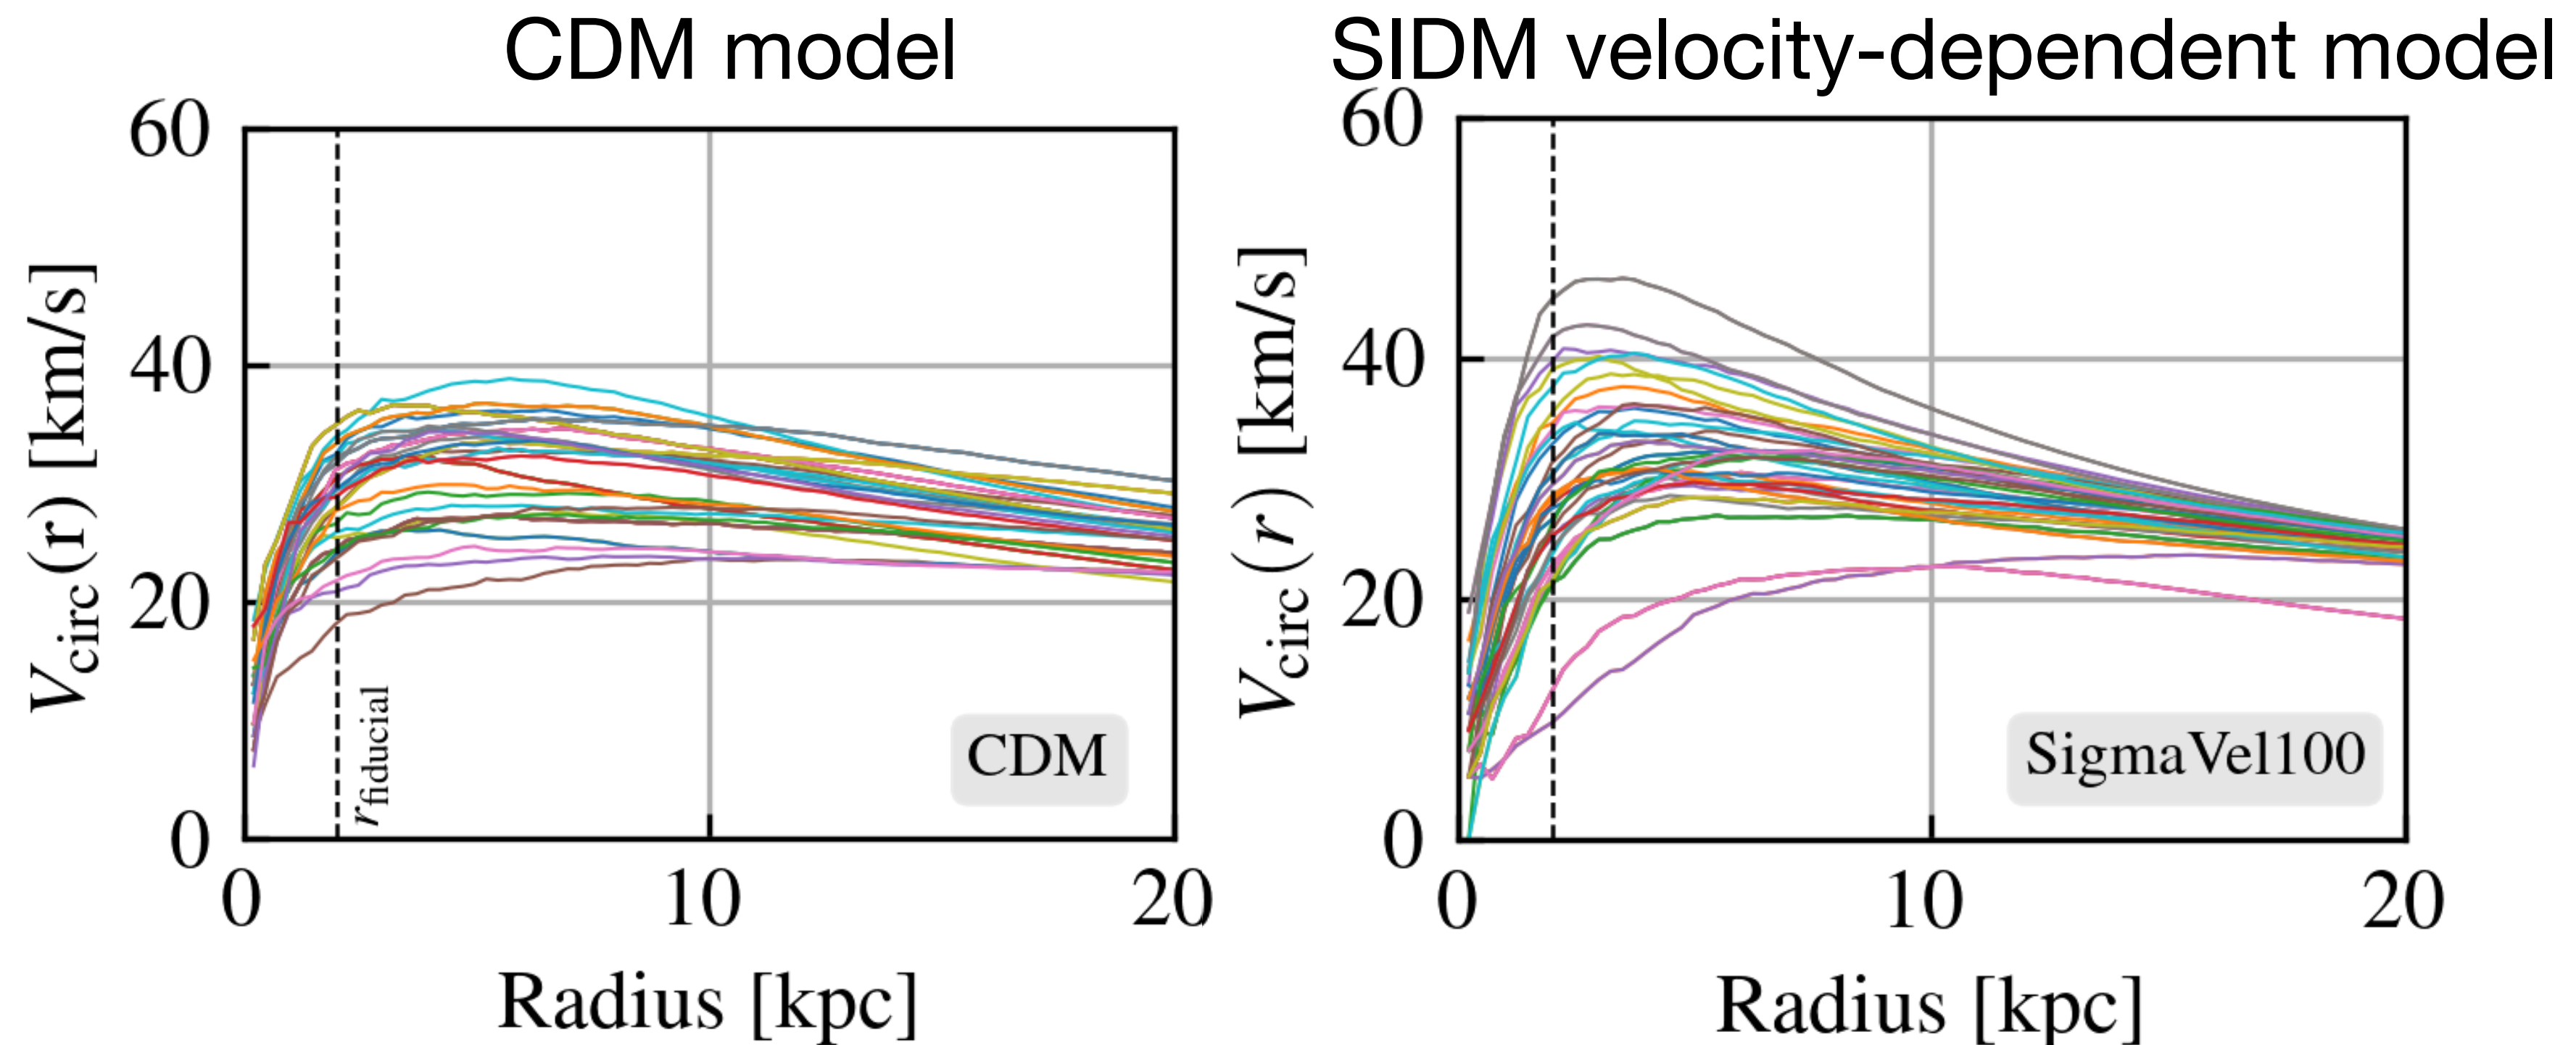 CDM model
SIDM velocity-dependent model
60
40
20
0
V_circ(r) [km/s]
r_fiducial
CDM
0
10
20
Radius [kpc]
60
40
20
0
V_circ(r) [km/s]
SigmaVel100
0
10
20
Radius [kpc]